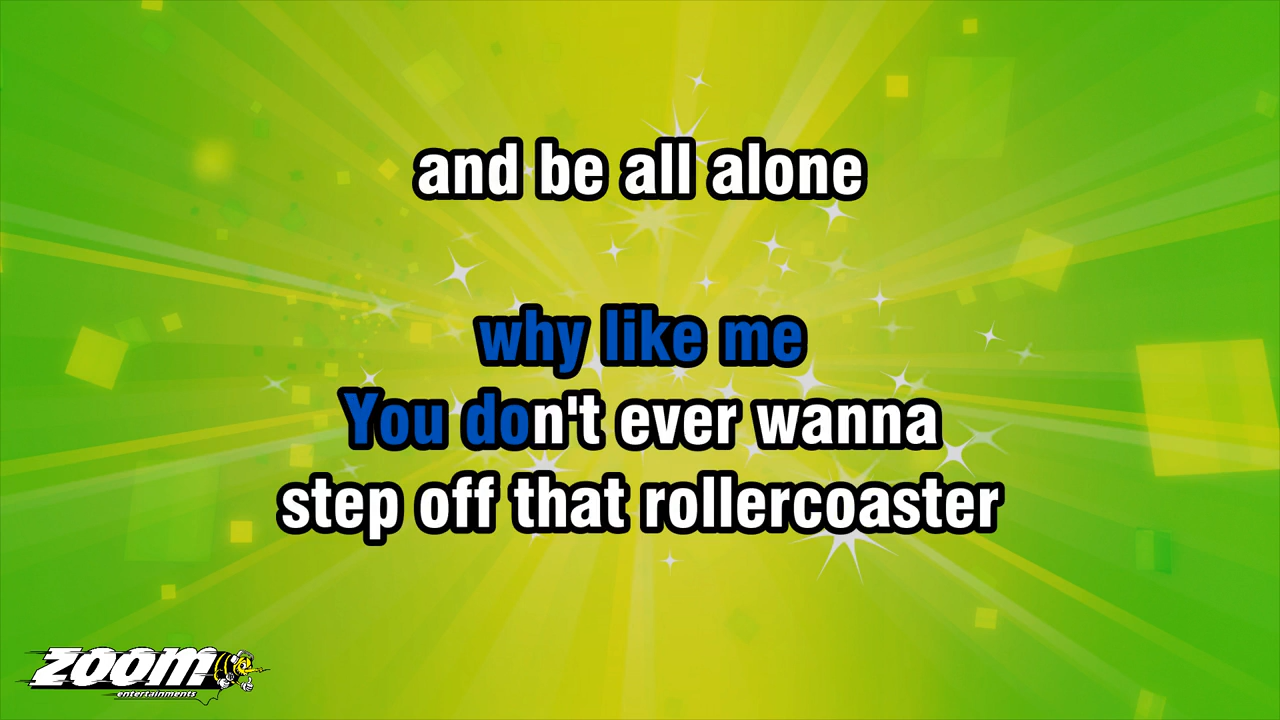 and be all alone
why like me
You don't ever wanna
step off that rollercoaster
ZOOM
entertainments